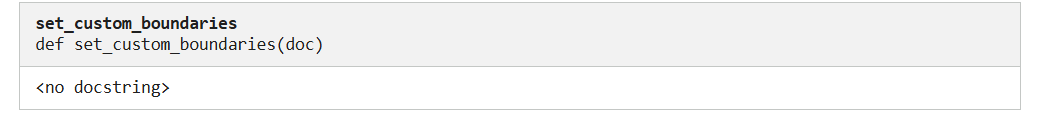 set_custom_boundaries
def set_custom_boundaries(doc)
<no docstring>